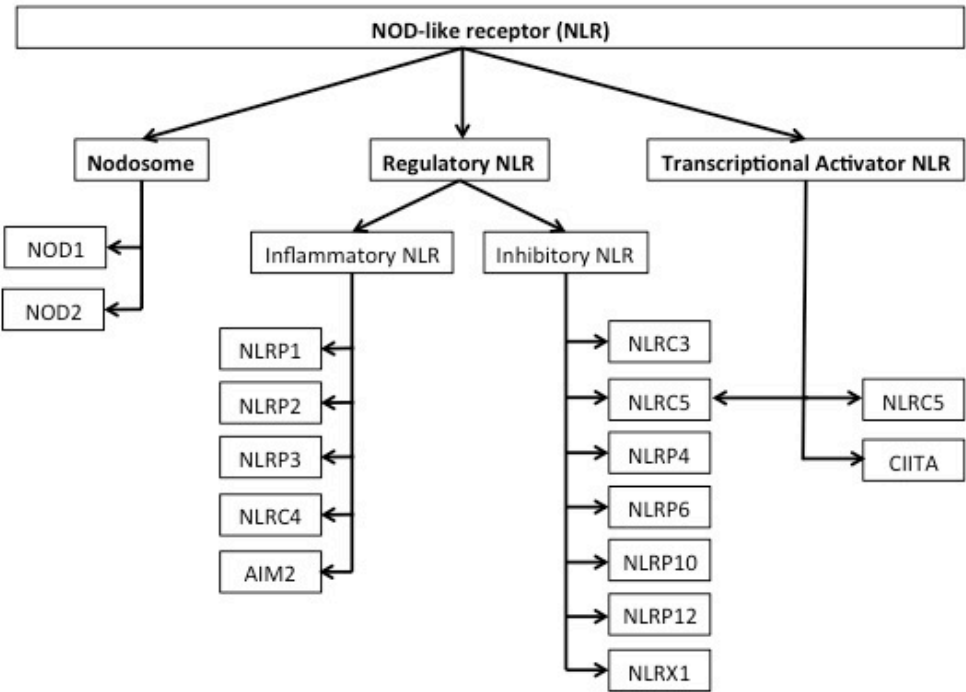 NOD-like receptor (NLR)
Nodosome
Regulatory NLR
Transcriptional Activator NLR
NOD1
NOD2
Inflammatory NLR
Inhibitory NLR
NLRP1
NLRP2
NLRP3
NLRC4
AIM2
NLRC3
NLRC5
NLRP4
NLRP6
NLRP10
NLRP12
NLRX1
NLRC5
CIITA